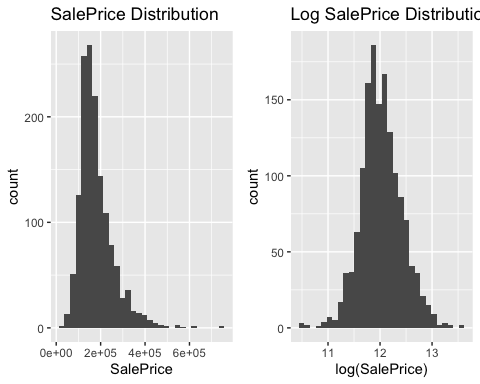 SalePrice Distribution
count
200
100
0
0e+00 2e+05 4e+05 6e+05
SalePrice
Log SalePrice Distributio
count
150
100
50
0
11 12 13
log(SalePrice)